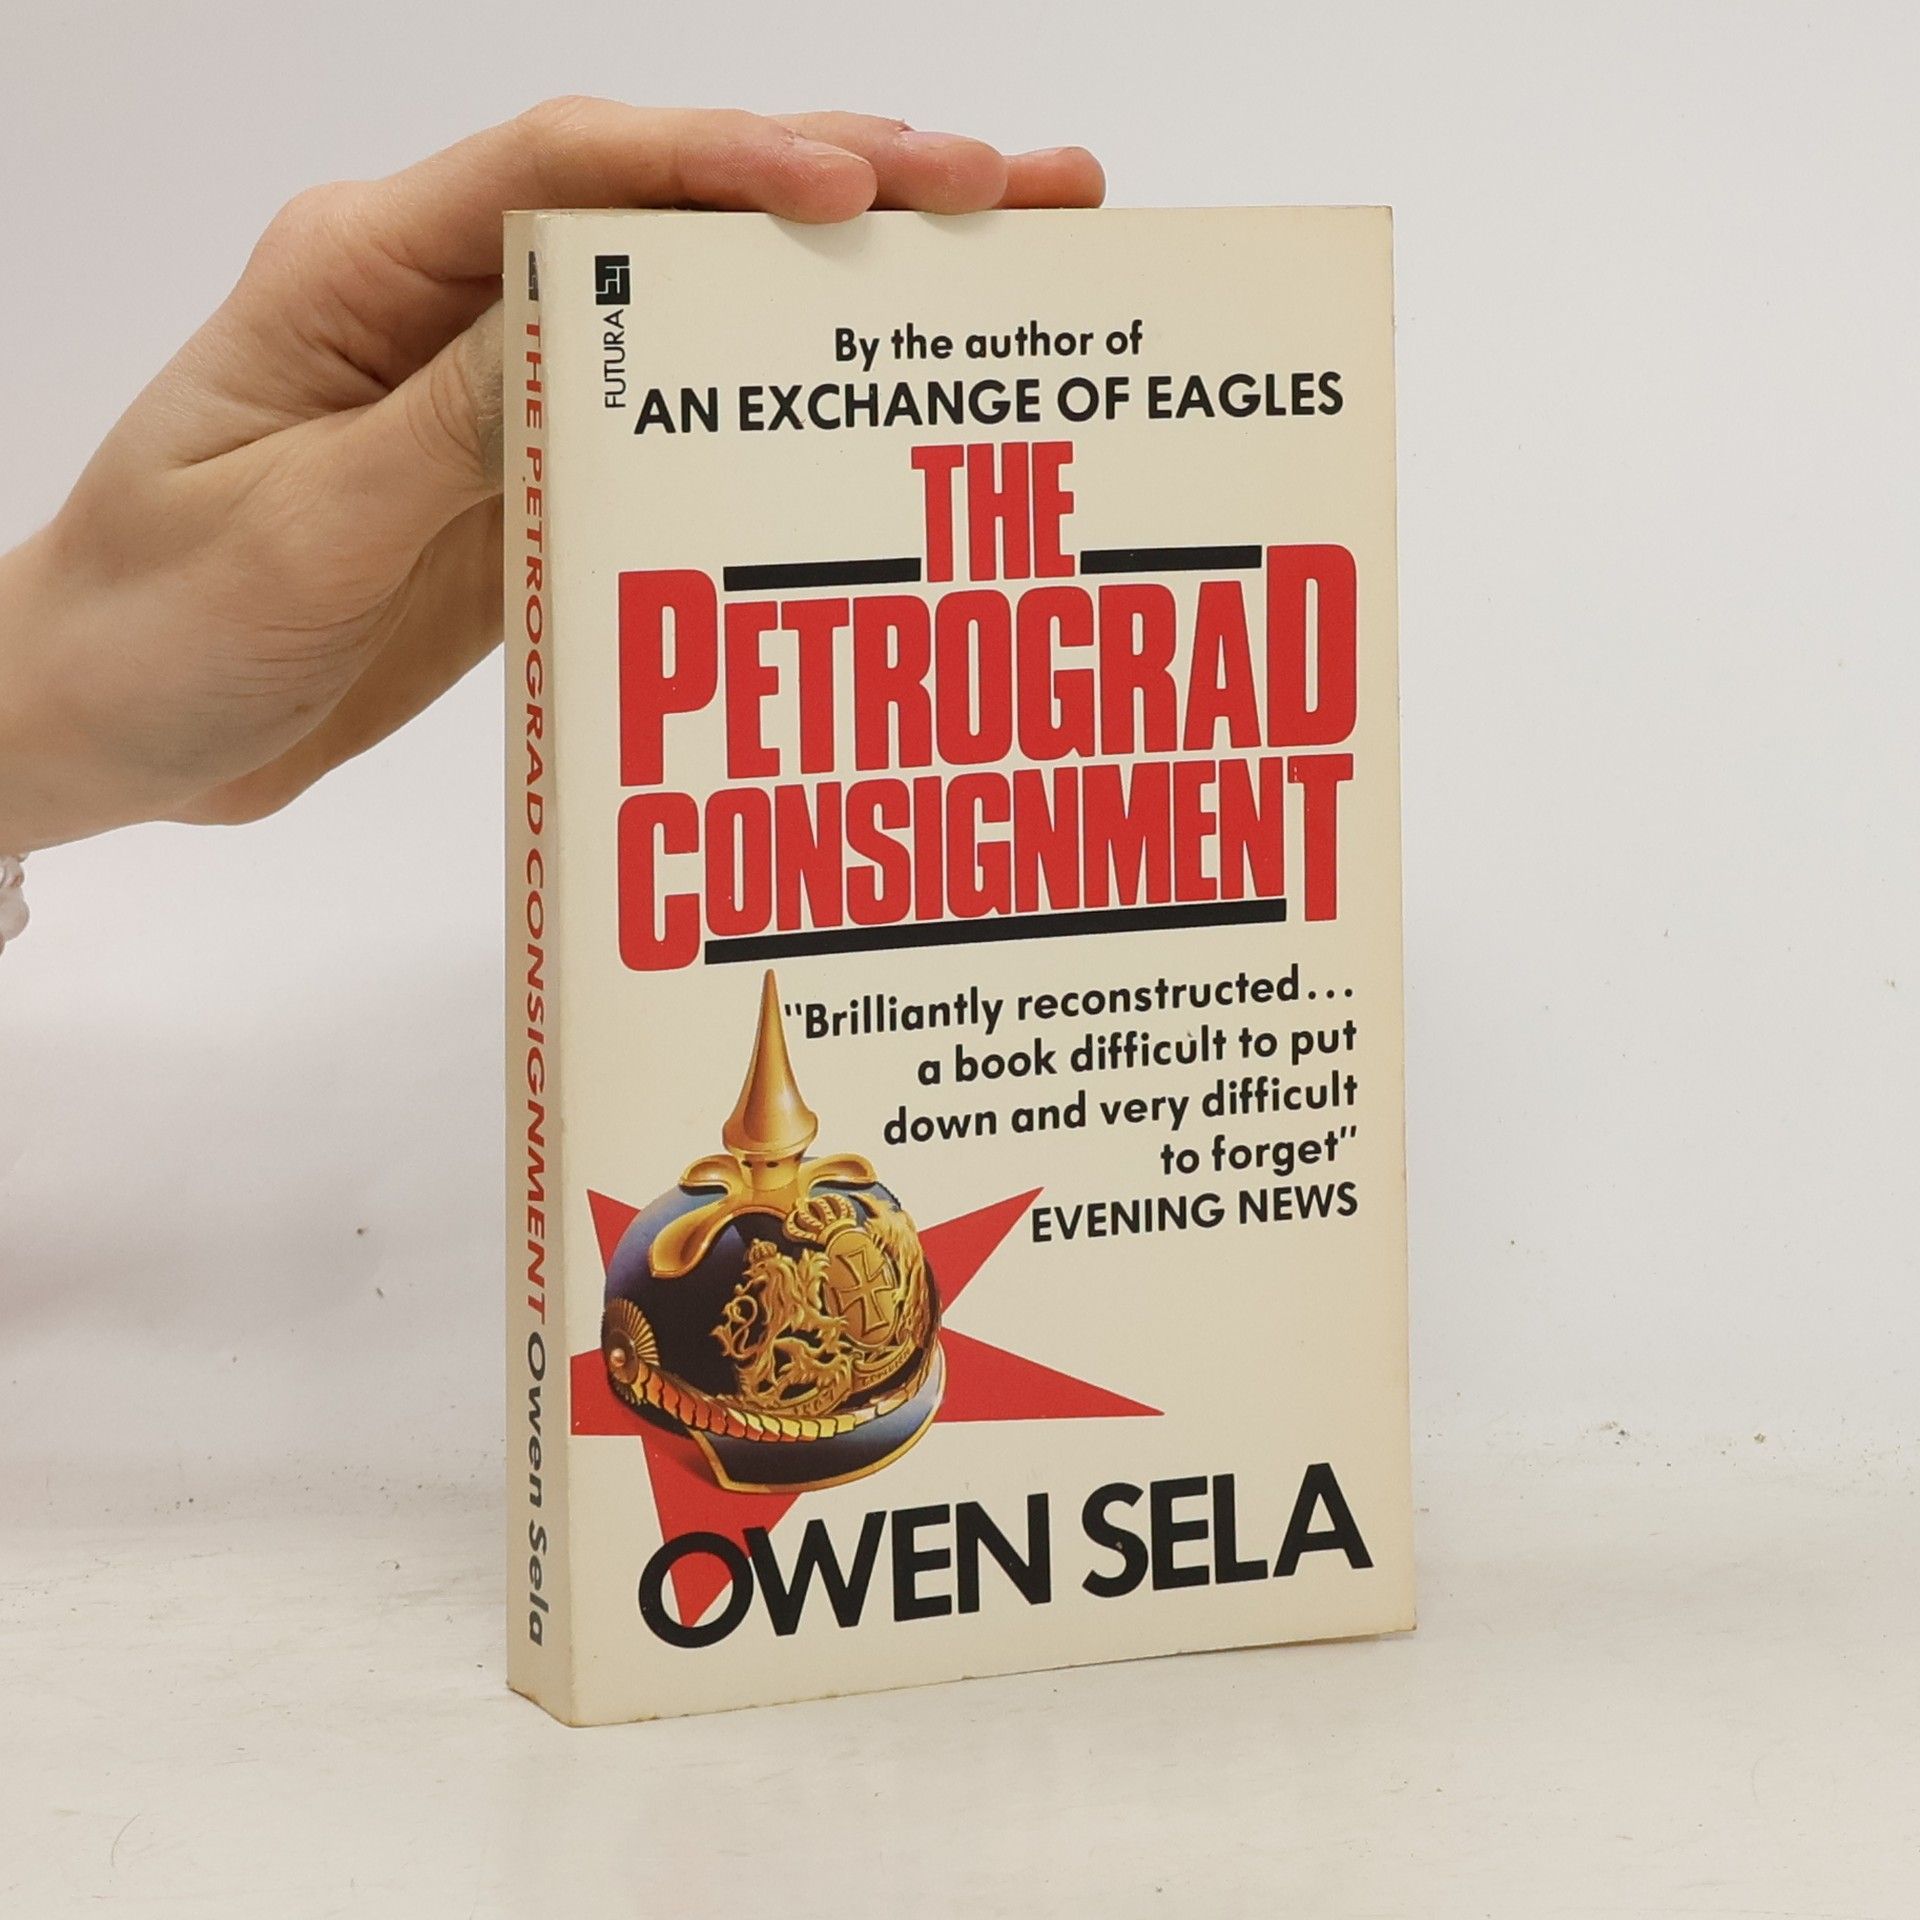 FUTURA
By the author of
AN EXCHANGE OF EAGLES
THE
PETROGRAD
CONSIGNMENT
"Brilliantly reconstructed...
a book difficult to put
down and very difficult
to forget"
EVENING NEWS
OWEN SELA
THE PETROGRAD CONSIGNMENT Owen Sela